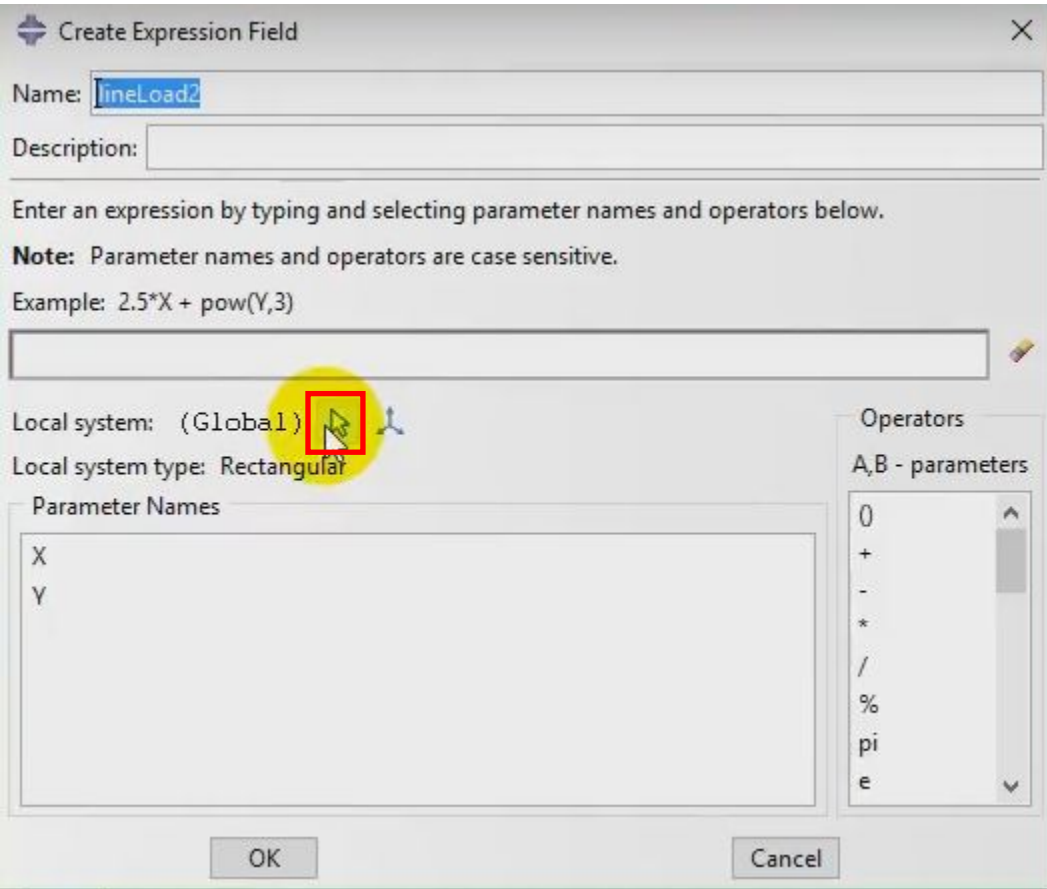 Create Expression Field
Name: lineLoad2
Description:
Enter an expression by typing and selecting parameter names and operators below.
Note: Parameter names and operators are case sensitive.
Example: 2.5*X + pow(Y,3)
Local system: (Global)
Local system type: Rectangular
Parameter Names
X
Y
Operators
A,B - parameters
()
+
-
*
/
%
pi
e
OK
Cancel